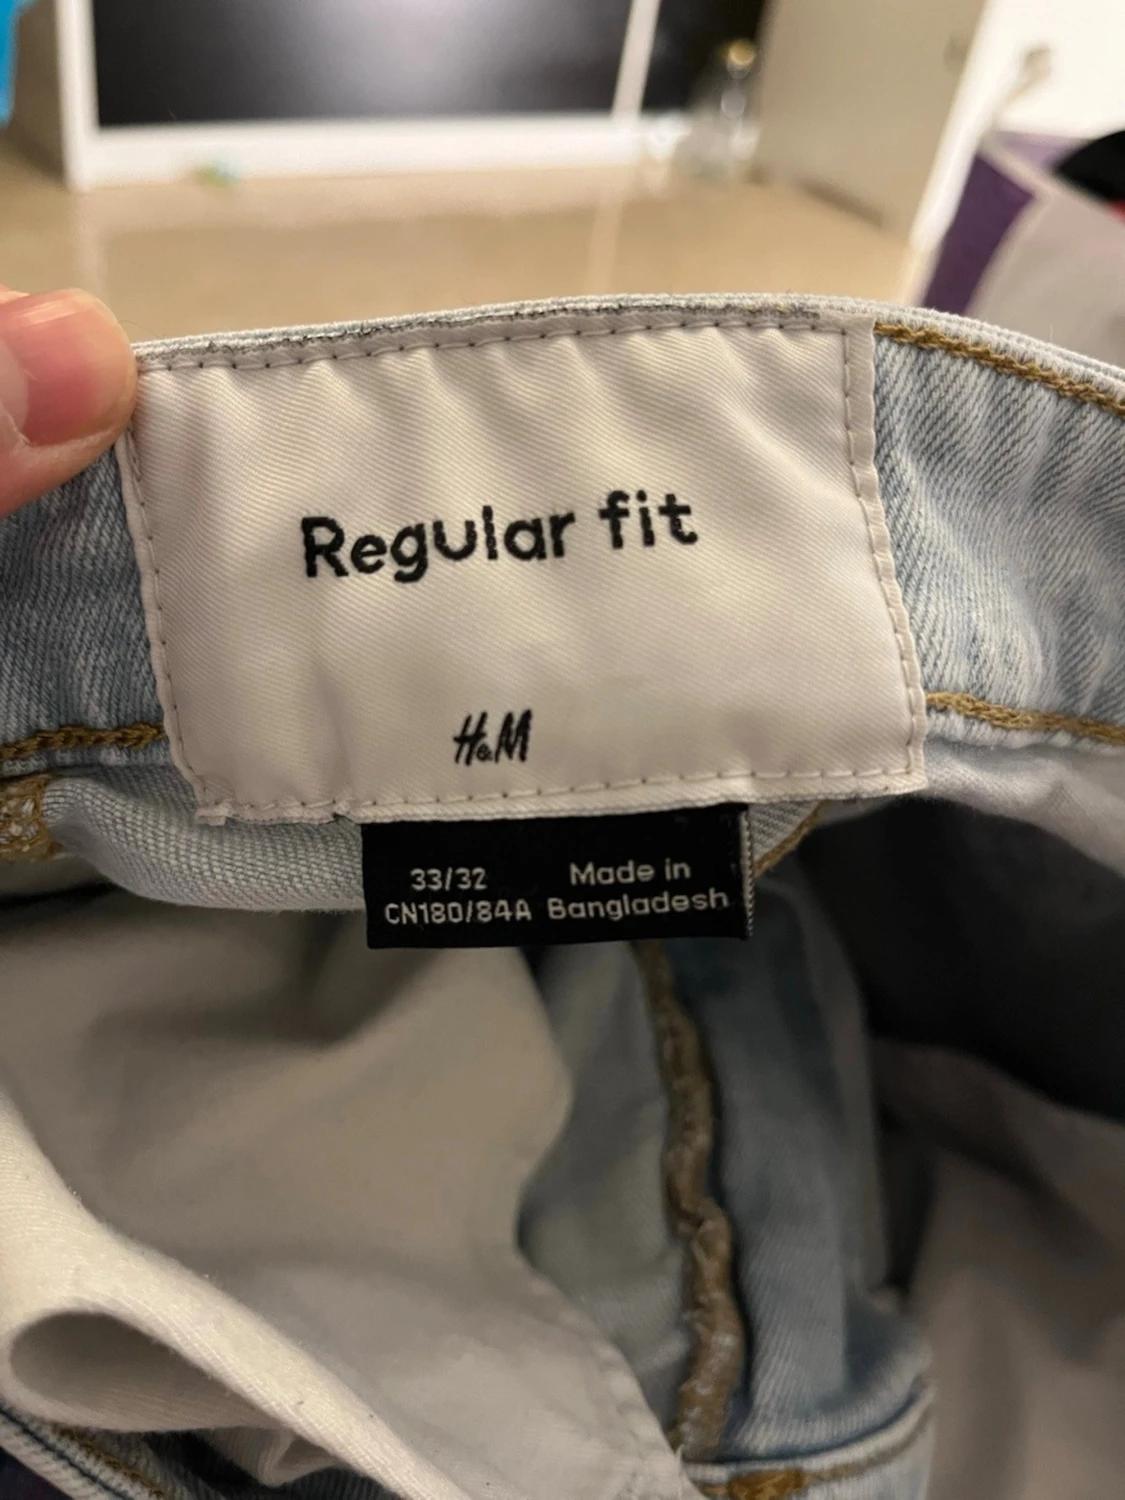 Regular fit
H&M
33/32
CN180/84A
Made in
Bangladesh